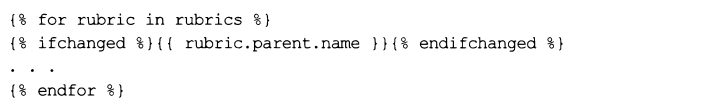 {% for rubric in rubrics %}
{% ifchanged %}{{ rubric.parent.name }}{% endifchanged %}
. . .
{% endfor %}